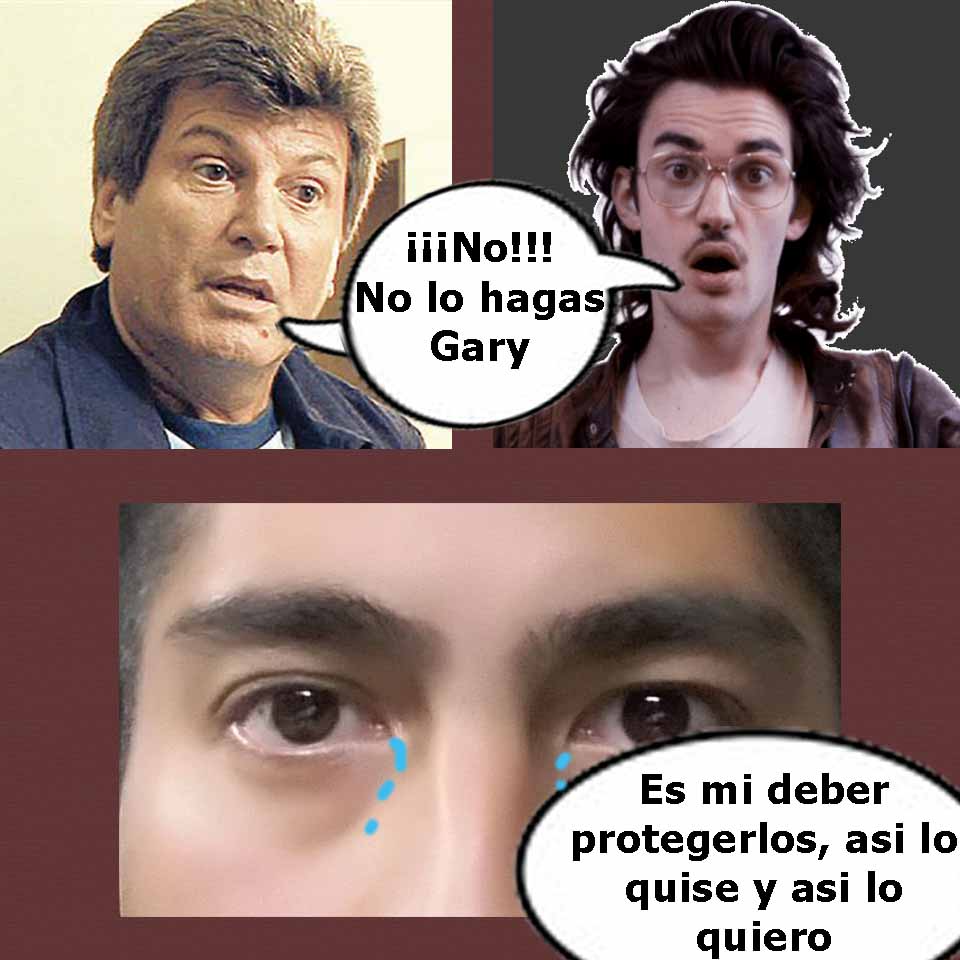 ¡¡¡No!!!
No lo hagas
Gary
Es mi deber
protegerlos, asi lo
quise y asi lo
quiero